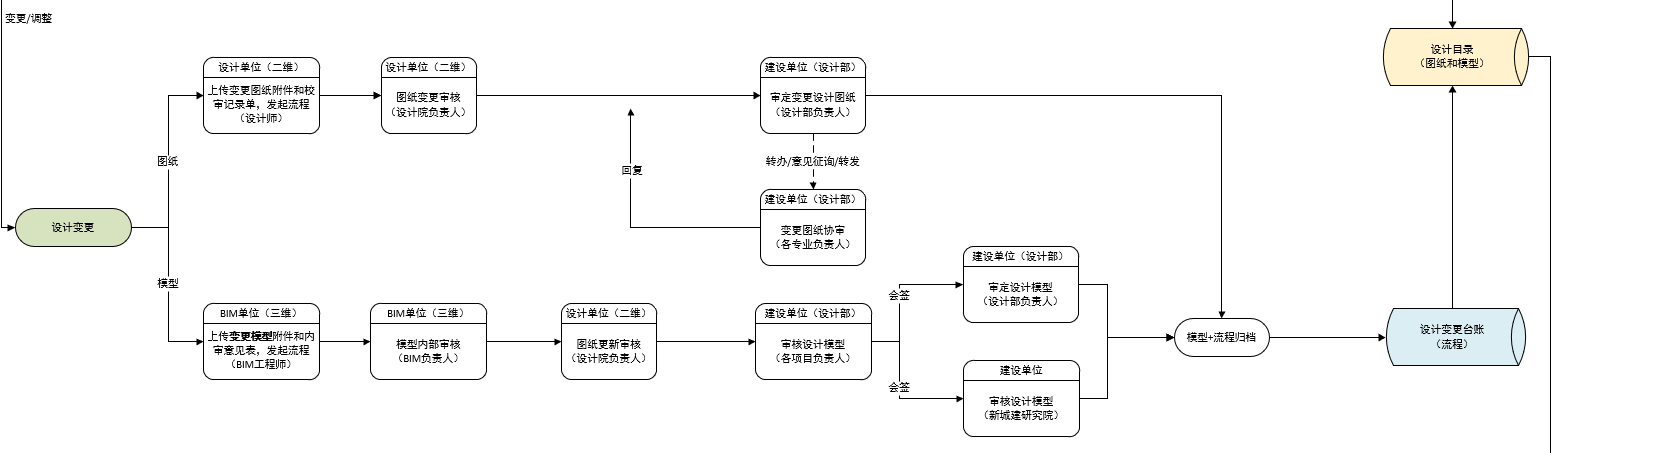 变更/调整
设计目录
（图纸和模型）
设计单位（二维）
上传变更图纸附件和校
审记录单，发起流程
（设计师）
设计单位（二维）
图纸变更审核
（设计院负责人）
建设单位（设计部）
审定变更设计图纸
（设计部负责人）
图纸
回复
转办/意见征询/转发
建设单位（设计部）
变更图纸协审
（各专业负责人）
设计变更
模型
BIM单位（三维）
上传变更模型附件和内
审意见表，发起流程
（BIM工程师）
BIM单位（三维）
模型内部审核
（BIM负责人）
设计单位（二维）
图纸更新审核
（设计院负责人）
建设单位（设计部）
审核设计模型
（各项目负责人）
会签
会签
建设单位（设计部）
审定设计模型
（设计部负责人）
建设单位
审核设计模型
（新城建研究院）
模型+流程归档
设计变更台账
（流程）